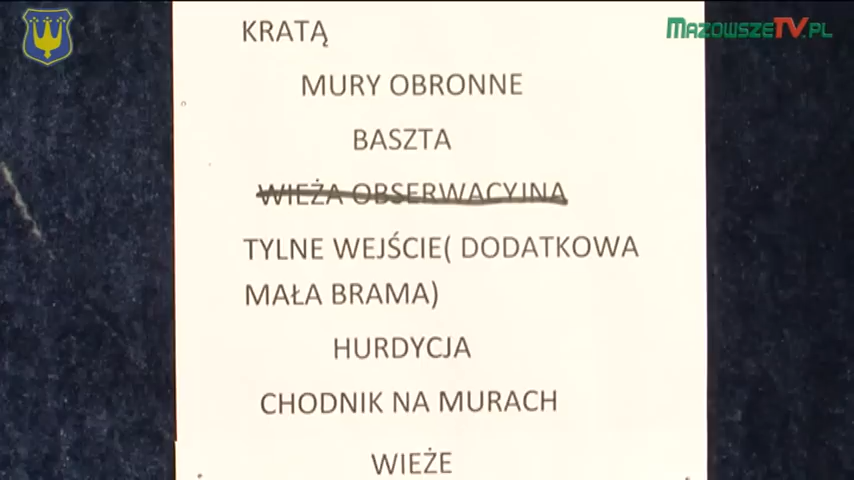 MAZOWSZETV.PL
KRATĄ
MURY OBRONNE
BASZTA
WIEŻA OBSERWACYJNA
TYLNE WEJŚCIE( DODATKOWA
MAŁA BRAMA)
HURDYCJA
CHODNIK NA MURACH
WIEŻE